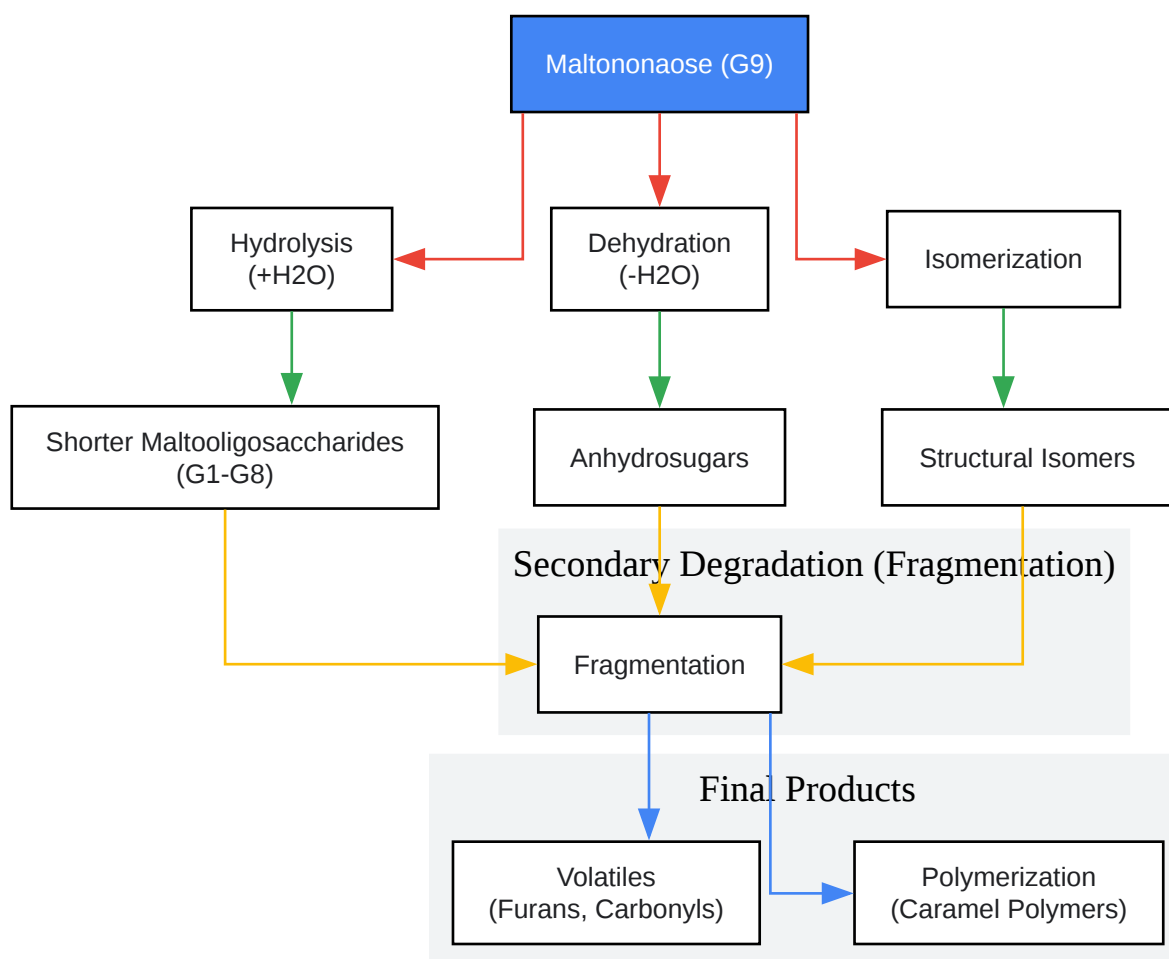 Maltononaose (G9)
Hydrolysis
(+H2O)
Dehydration
(-H2O)
Isomerization
Shorter Maltooligosaccharides
(G1-G8)
Anhydrosugars
Structural Isomers
Secondary Degradation (Fragmentation)
Fragmentation
Final Products
Volatiles
(Furans, Carbonyls)
Polymerization
(Caramel Polymers)